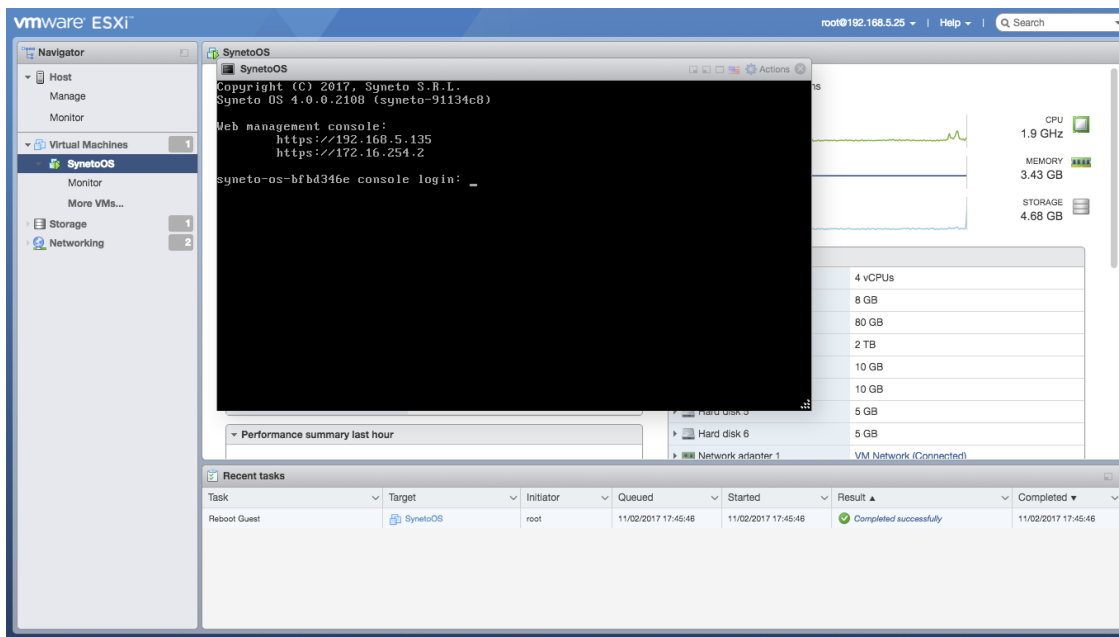 vmware ESXi™
root@192.168.5.25
Help
Search
Navigator
Host
Manage
Monitor
Virtual Machines 1
SynetoOS
Monitor
More VMs...
Storage 1
Networking 2
SynetoOS
SynetoOS
Actions
Copyright (C) 2017, Syneto S.R.L.
Syneto OS 4.0.0.2108 (syneto-91134c8)
Web management console:
https://192.168.5.135
https://172.16.254.2
syneto-os-bfbd346e console login: _
CPU
1.9 GHz
MEMORY
3.43 GB
STORAGE
4.68 GB
4 vCPUs
8 GB
80 GB
2 TB
10 GB
10 GB
Hard disk 5 5 GB
Hard disk 6 5 GB
Network adapter 1 VM Network (Connected)
Performance summary last hour
Recent tasks
Task Target Initiator Queued Started Result Completed
Reboot Guest SynetoOS root 11/02/2017 17:45:46 11/02/2017 17:45:46 Completed successfully 11/02/2017 17:45:46